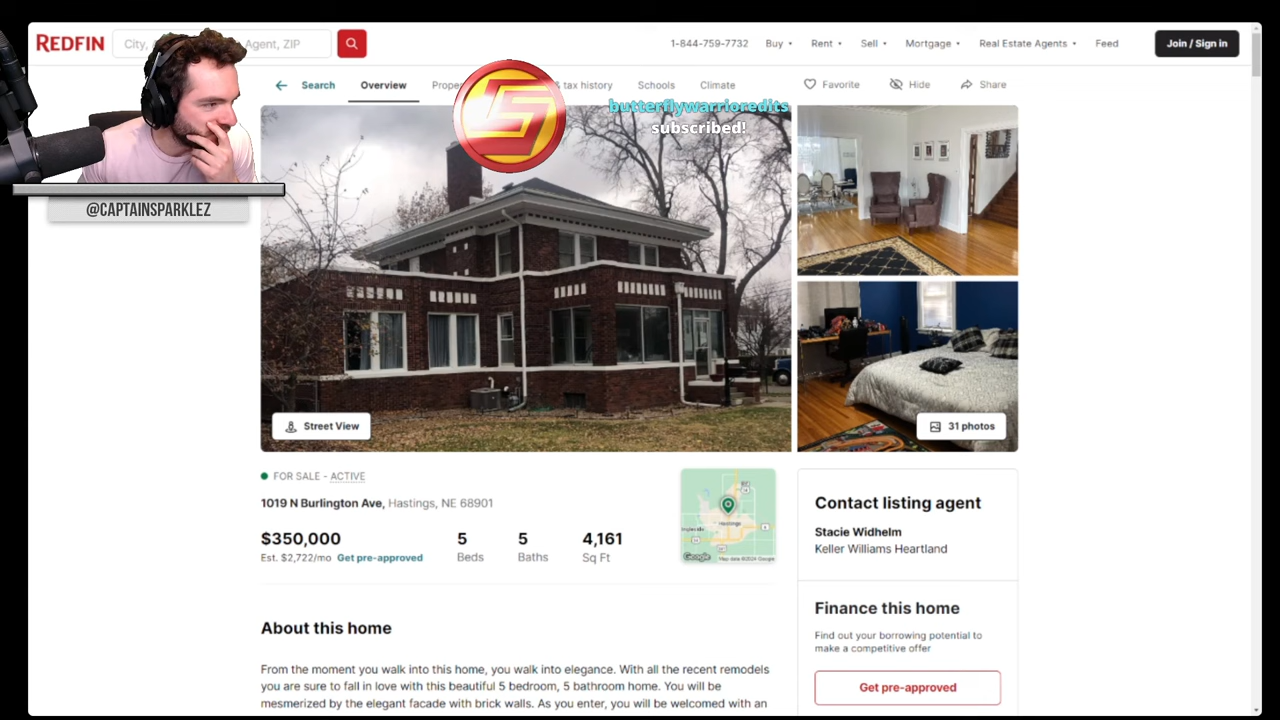 REDFIN
City,
Agent, ZIP
1-844-759-7732
Buy
Rent
Sell
Mortgage
Real Estate Agents
Feed
Join / Sign in
Search
Overview
& tax history
Schools
Climate
Favorite
Hide
Share
butterflywarrioredits
subscribed!
@CAPTAINSPARKLEZ
Street View
31 photos
FOR SALE - ACTIVE
1019 N Burlington Ave, Hastings, NE 68901
$350,000
5
5
4,161
Est. $2,722/mo Get pre-approved
Beds
Baths
Sq Ft
Hastings
Google
Map data ©2024 Google
Contact listing agent
Stacie Widhelm
Keller Williams Heartland
Finance this home
Find out your borrowing potential to
make a competitive offer
Get pre-approved
About this home
From the moment you walk into this home, you walk into elegance. With all the recent remodels
you are sure to fall in love with this beautiful 5 bedroom, 5 bathroom home. You will be
mesmerized by the elegant facade with brick walls. As you enter, you will be welcomed with an